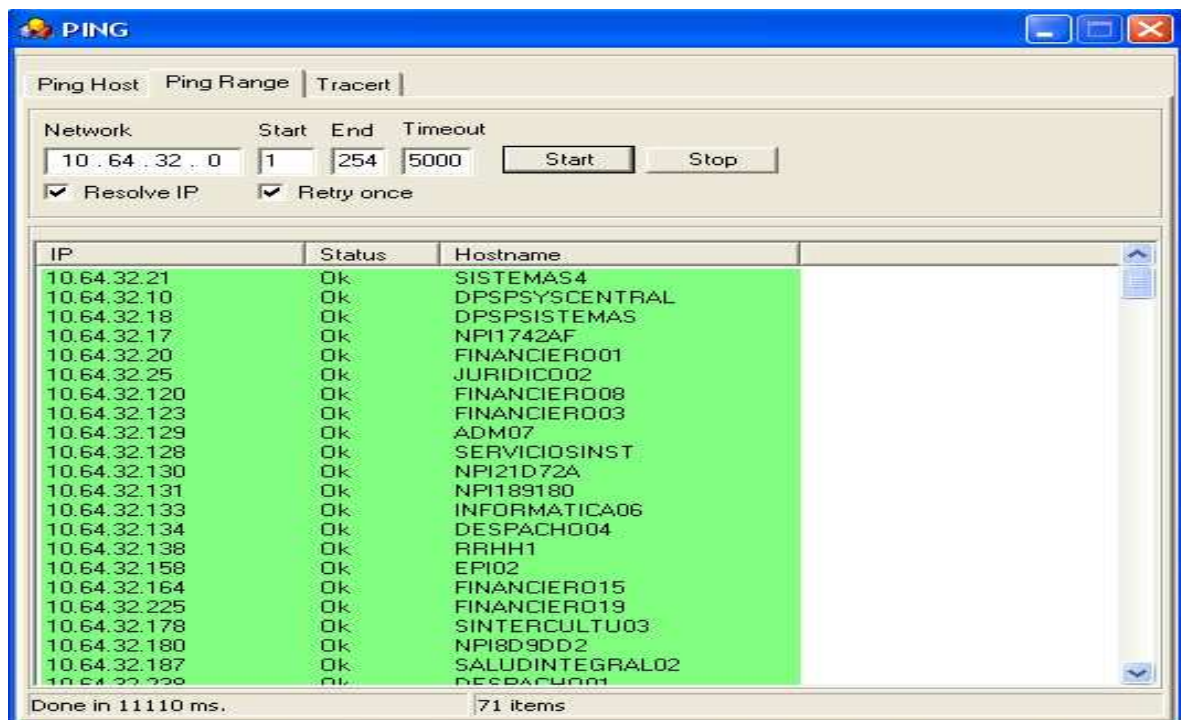 PING
Ping Host Ping Range Tracert
Network Start End Timeout
10 . 64 . 32 . 0 1 254 5000 Start Stop
Resolve IP Retry once
IP Status Hostname
10.64.32.21 Ok SISTEMAS4
10.64.32.10 Ok DPSPSYSCENTRAL
10.64.32.18 Ok DPSPSISTEMAS
10.64.32.17 Ok NPI1742AF
10.64.32.20 Ok FINANCIERO01
10.64.32.25 Ok JURIDICO02
10.64.32.120 Ok FINANCIERO08
10.64.32.123 Ok FINANCIERO03
10.64.32.129 Ok ADM07
10.64.32.128 Ok SERVICIOSINST
10.64.32.130 Ok NPI21D72A
10.64.32.131 Ok NPI189180
10.64.32.133 Ok INFORMATICA06
10.64.32.134 Ok DESPACHO04
10.64.32.138 Ok RRHH1
10.64.32.158 Ok EPI02
10.64.32.164 Ok FINANCIERO15
10.64.32.225 Ok FINANCIERO19
10.64.32.178 Ok SINTERCULTU03
10.64.32.180 Ok NPI8D9DD2
10.64.32.187 Ok SALUDINTEGRAL02
Ok DESPACHO01
Done in 11110 ms. 71 items